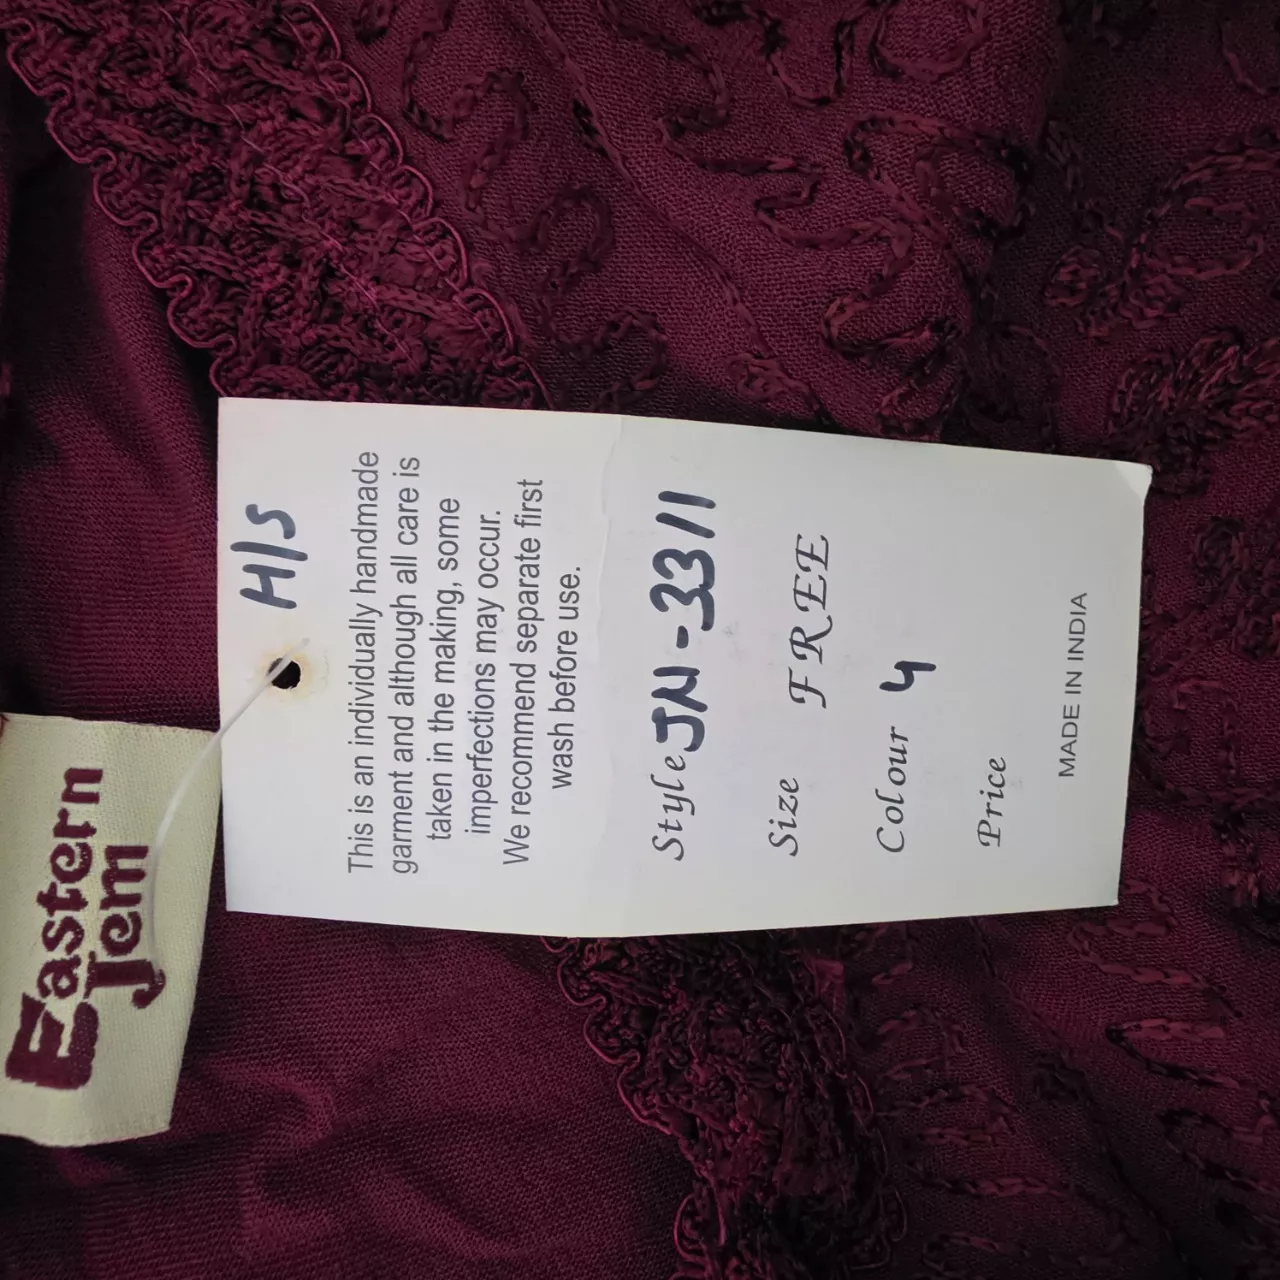 Eastern
Jem
H/S
This is an individually handmade
garment and although all care is
taken in the making, some
imperfections may occur.
We recommend separate first
wash before use.
Style JN-3311
Size FREE
Colour 4
Price
MADE IN INDIA